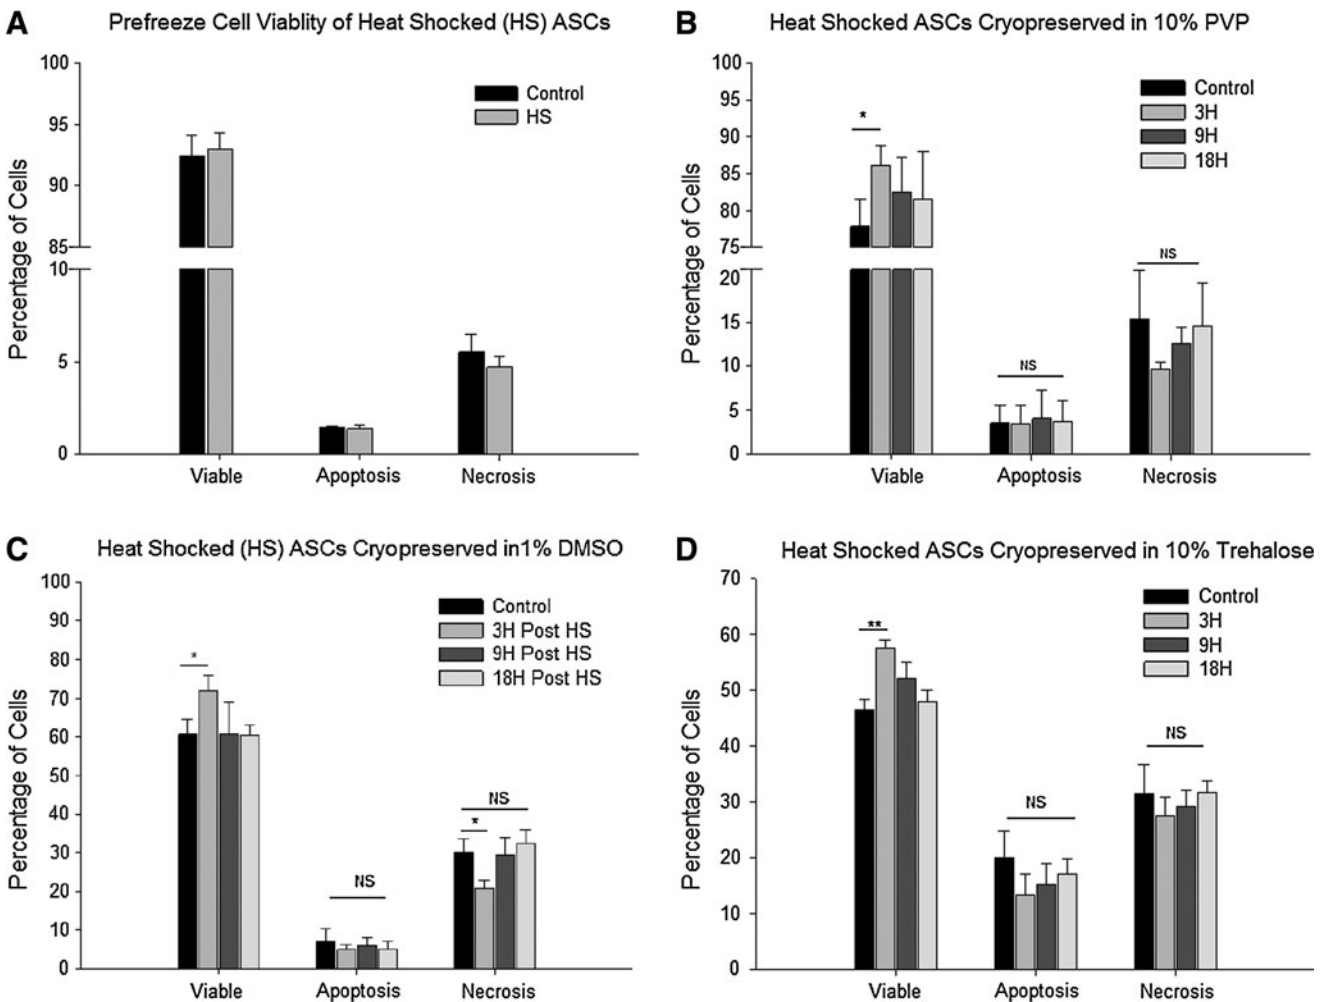 A
Prefreeze Cell Viablity of Heat Shocked (HS) ASCs
Percentage of Cells
Percentage of Cells
100
95
90
85
10
5
0
Control
HS
Viable
Apoptosis
Necrosis
B
Heat Shocked ASCs Cryopreserved in 10% PVP
Percentage of Cells
100
95
90
85
80
75
20
15
10
5
0
Control
3H
9H
18H
*
NS
NS
Viable
Apoptosis
Necrosis
C
Heat Shocked (HS) ASCs Cryopreserved in1% DMSO
Percentage of Cells
100
90
80
70
60
50
40
30
20
10
0
Control
3H Post HS
9H Post HS
18H Post HS
*
NS
NS
*
Viable
Apoptosis
Necrosis
D
Heat Shocked ASCs Cryopreserved in 10% Trehalose
Percentage of Cells
70
60
50
40
30
20
10
0
Control
3H
9H
18H
**
NS
NS
Viable
Apoptosis
Necrosis